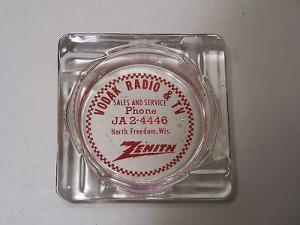 VODAK RADIO & TV
SALES AND SERVICE
Phone
JA 2-4446
North Freedom, Wis.
ZENITH